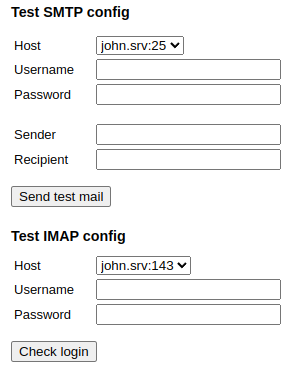 Test SMTP config
Host john.srv:25
Username
Password
Sender
Recipient
Send test mail
Test IMAP config
Host john.srv:143
Username
Password
Check login